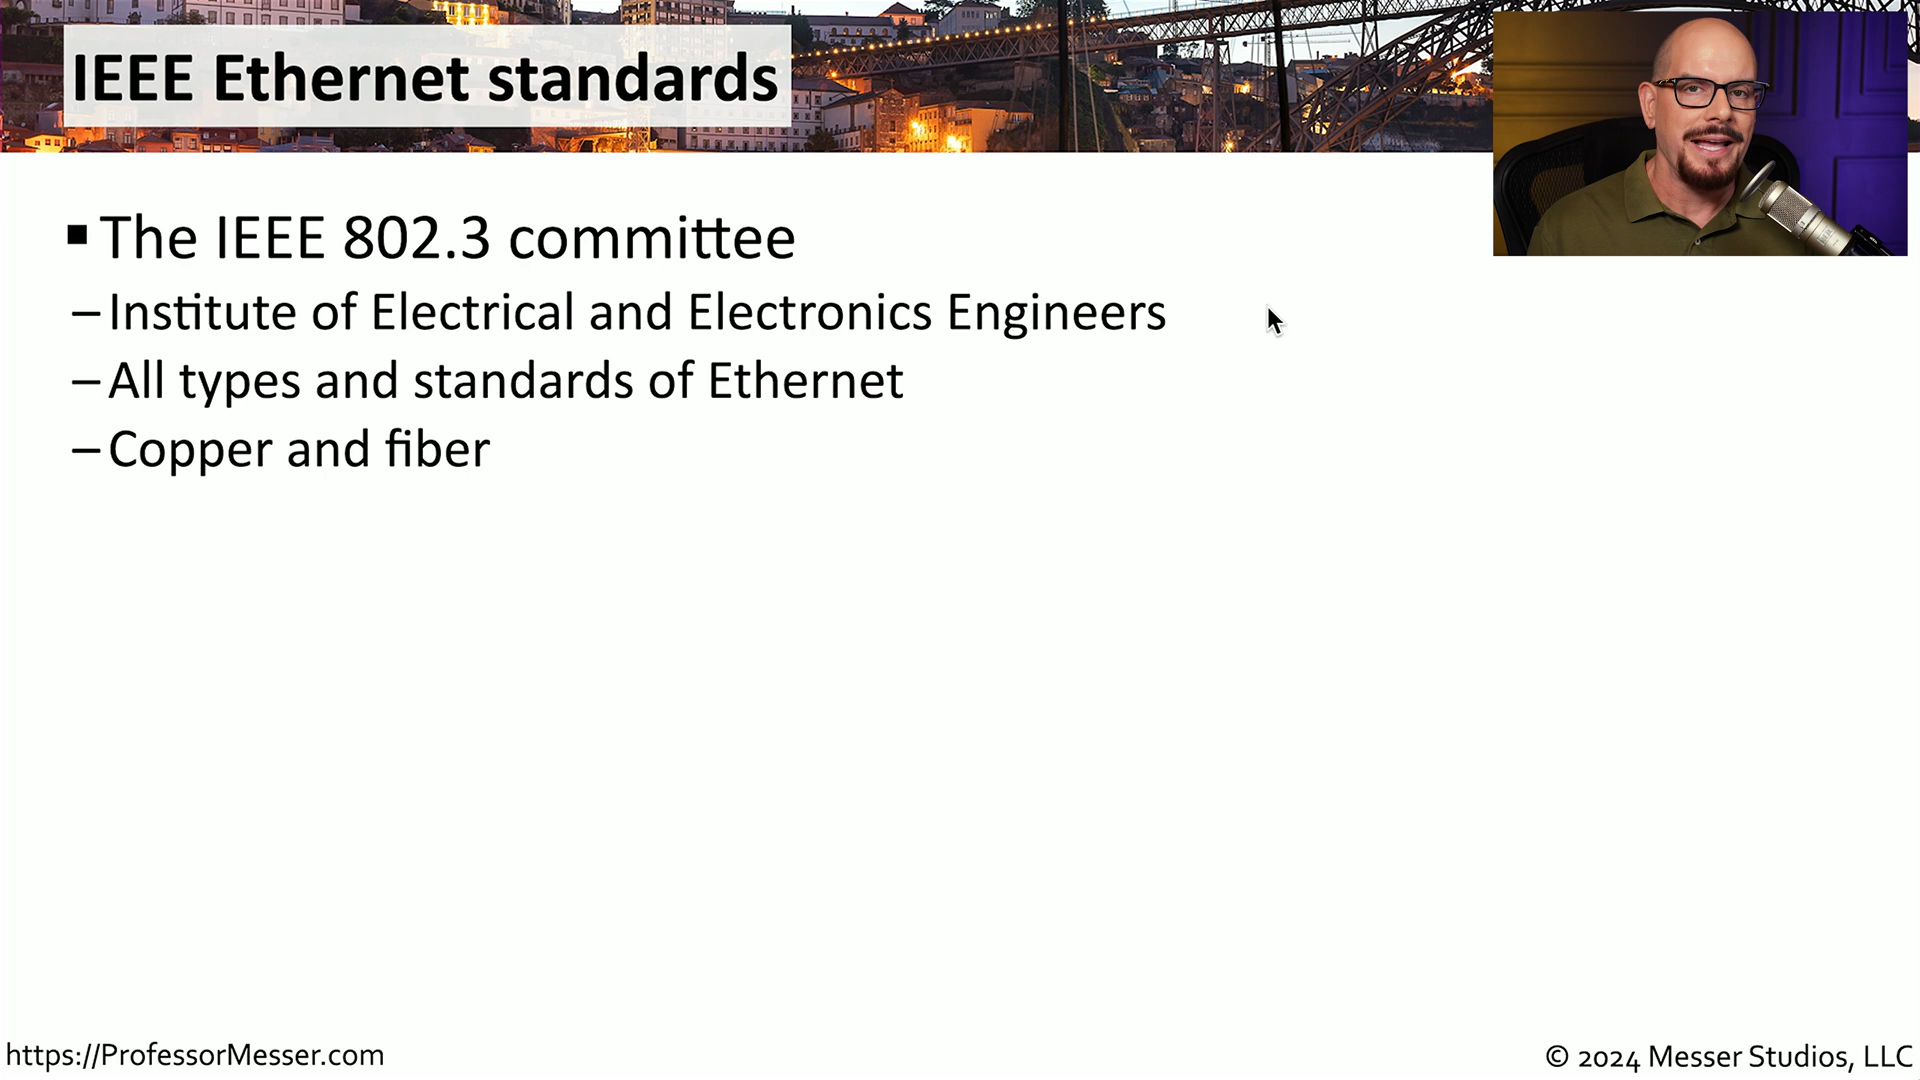 IEEE Ethernet standards
▪ The IEEE 802.3 committee
– Institute of Electrical and Electronics Engineers
– All types and standards of Ethernet
– Copper and fiber
https://ProfessorMesser.com
© 2024 Messer Studios, LLC